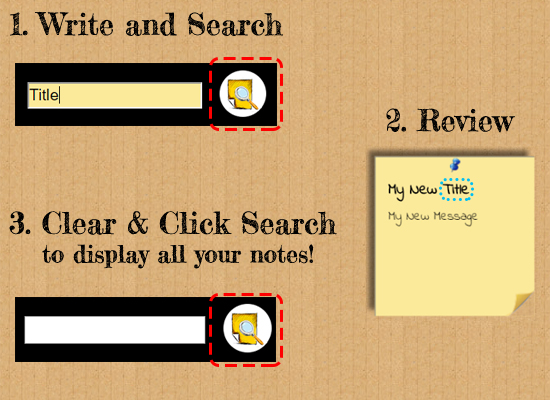 1. Write and Search
Title
2. Review
My New Title
My New Message
3. Clear & Click Search
to display all your notes!